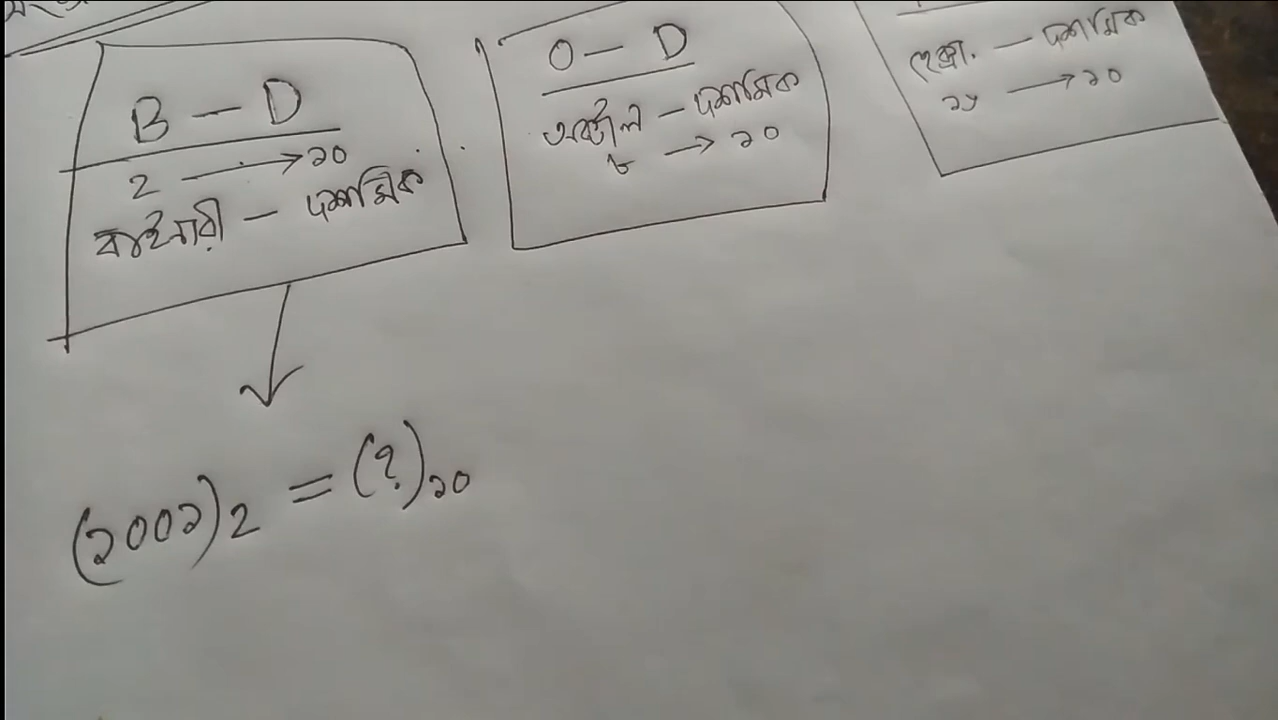 B — D
2 → ১০
বাইনারী — দশমিক
O — D
অক্টাল — দশমিক
৮ → ১০
হেক্সা. — দশমিক
১৬ → ১০
(১০০১)2 = (?)১০